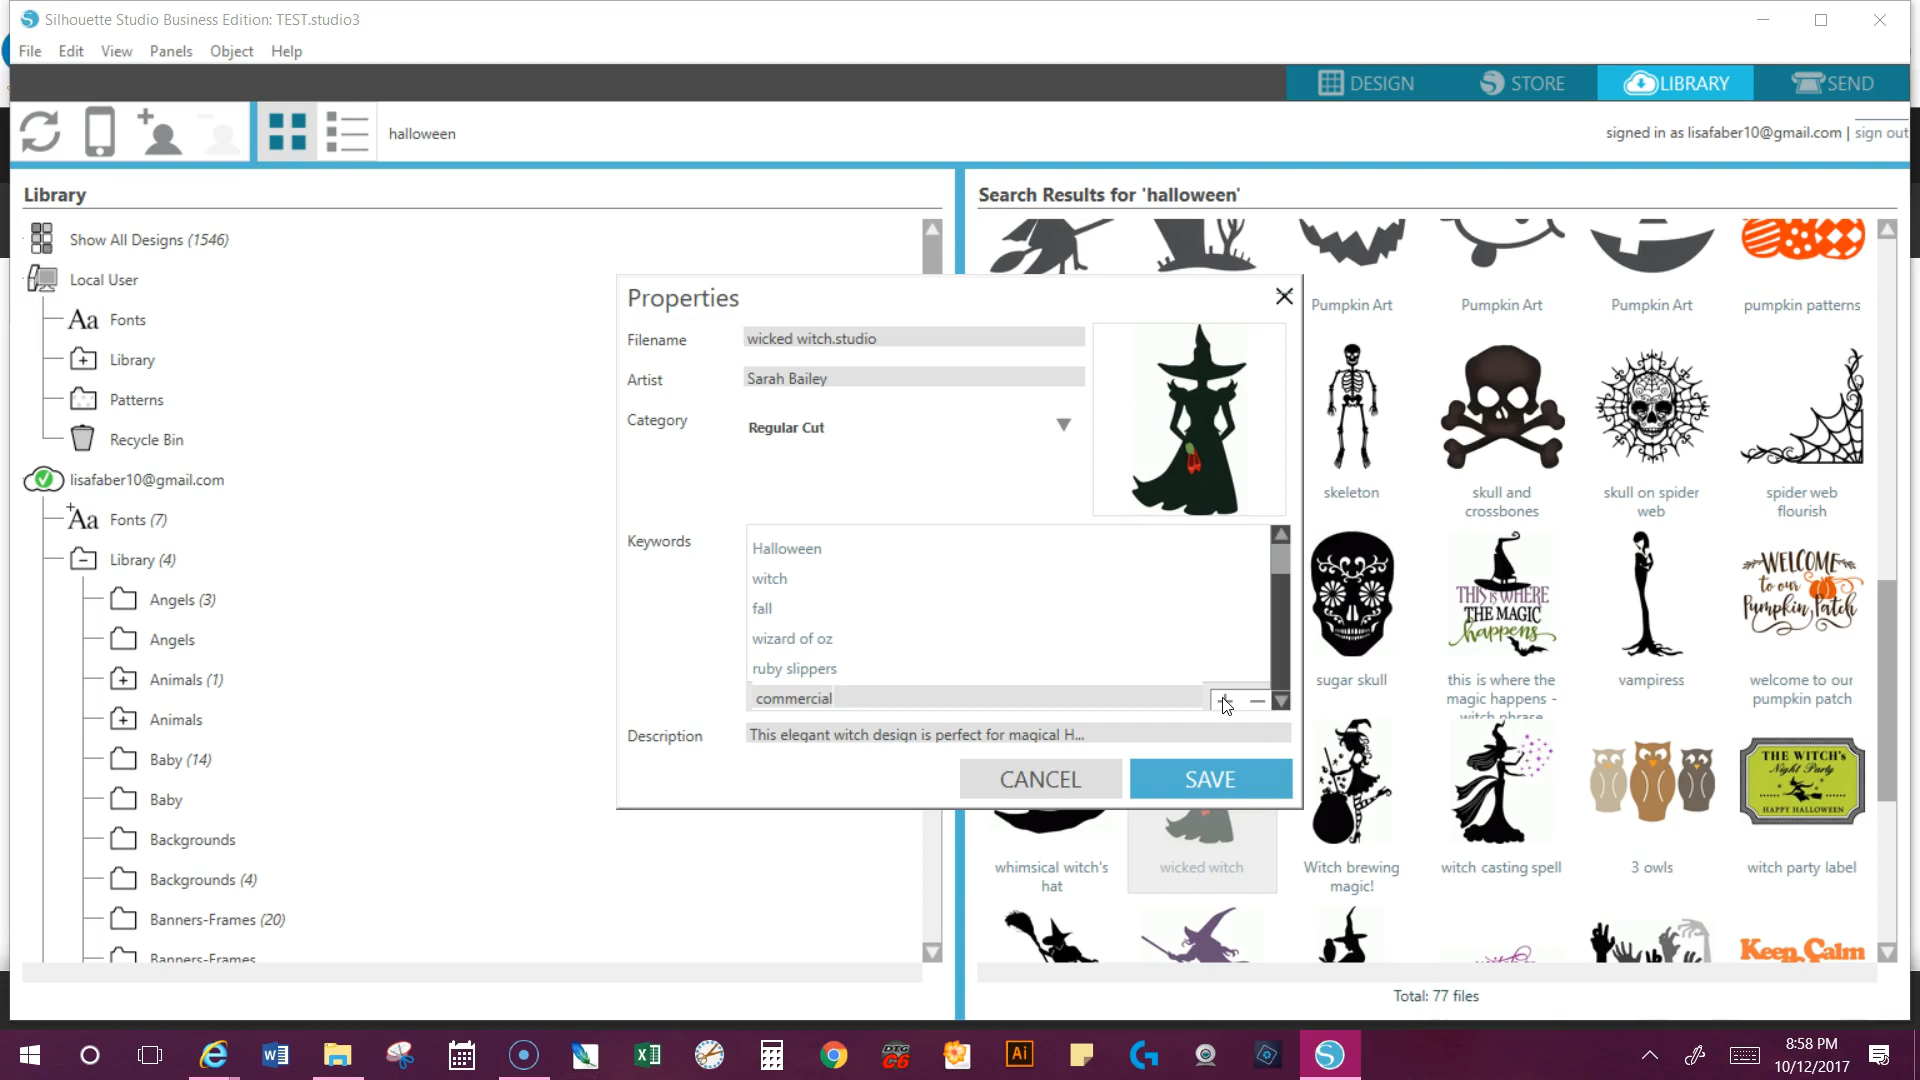 Silhouette Studio Business Edition: TEST.studio3
File Edit View Panels Object Help
DESIGN STORE LIBRARY SEND
halloween
signed in as lisafaber10@gmail.com | sign out
Library
Show All Designs (1546)
Local User
Aa Fonts
Library
Patterns
Recycle Bin
lisafaber10@gmail.com
Aa Fonts (7)
Library (4)
Angels (3)
Angels
Animals (1)
Animals
Baby (14)
Baby
Backgrounds
Backgrounds (4)
Banners-Frames (20)
Banners-Frames
Properties
Filename wicked witch.studio
Artist Sarah Bailey
Category Regular Cut
Keywords
Halloween
witch
fall
wizard of oz
ruby slippers
commercial
Description This elegant witch design is perfect for magical H...
CANCEL SAVE
Search Results for 'halloween'
Pumpkin Art
Pumpkin Art
Pumpkin Art
pumpkin patterns
skeleton
skull and
crossbones
skull on spider
web
spider web
flourish
THIS IS WHERE
THE MAGIC
happens
WELCOME
to our
Pumpkin Patch
sugar skull
this is where the
magic happens -
witch phrase
vampiress
welcome to our
pumpkin patch
THE WITCH'S
Night Party
HAPPY HALLOWEEN
whimsical witch's
hat
wicked witch
Witch brewing
magic!
witch casting spell
3 owls
witch party label
Keep Calm
Total: 77 files
DTG
C6
Ai
8:58 PM
10/12/2017